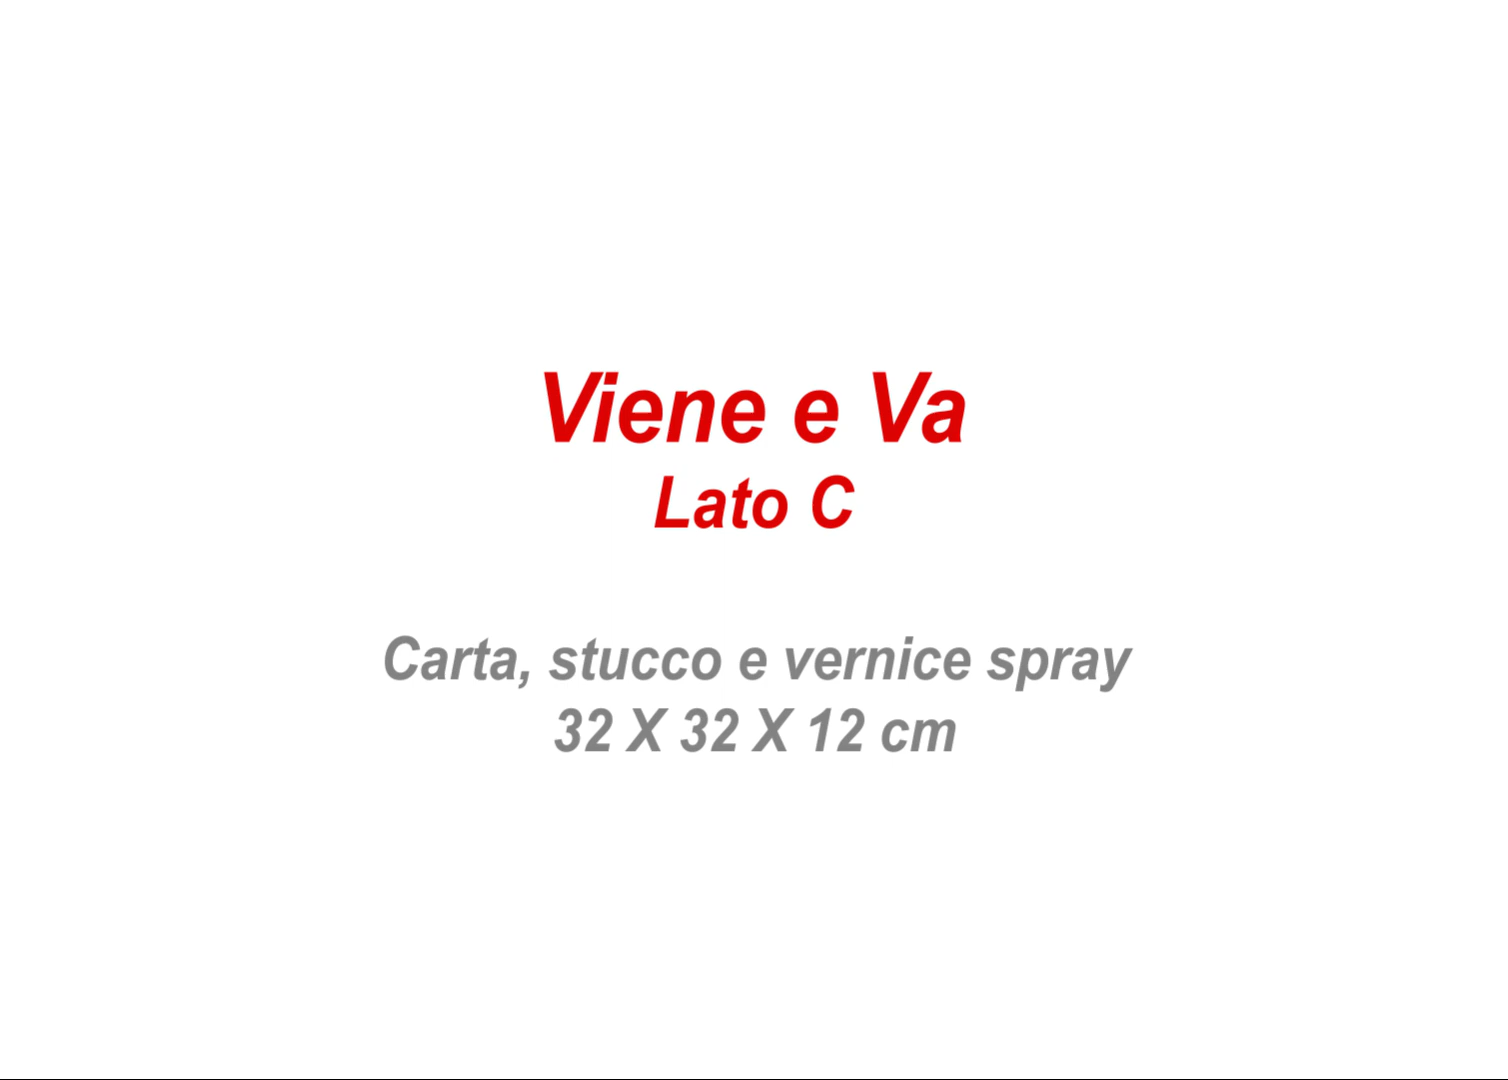 Viene e Va
Lato C
Carta, stucco e vernice spray
32 X 32 X 12 cm